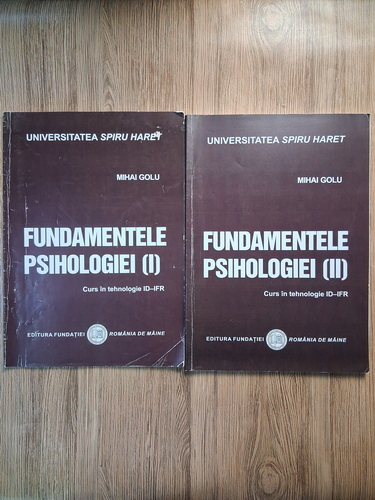 UNIVERSITATEA SPIRU HARET
MIHAI GOLU
FUNDAMENTELE
PSIHOLOGIEI (I)
Curs în tehnologie ID–IFR
EDITURA FUNDAȚIEI ROMÂNIA DE MÂINE
UNIVERSITATEA SPIRU HARET
MIHAI GOLU
FUNDAMENTELE
PSIHOLOGIEI (II)
Curs în tehnologie ID–IFR
EDITURA FUNDAȚIEI ROMÂNIA DE MÂINE